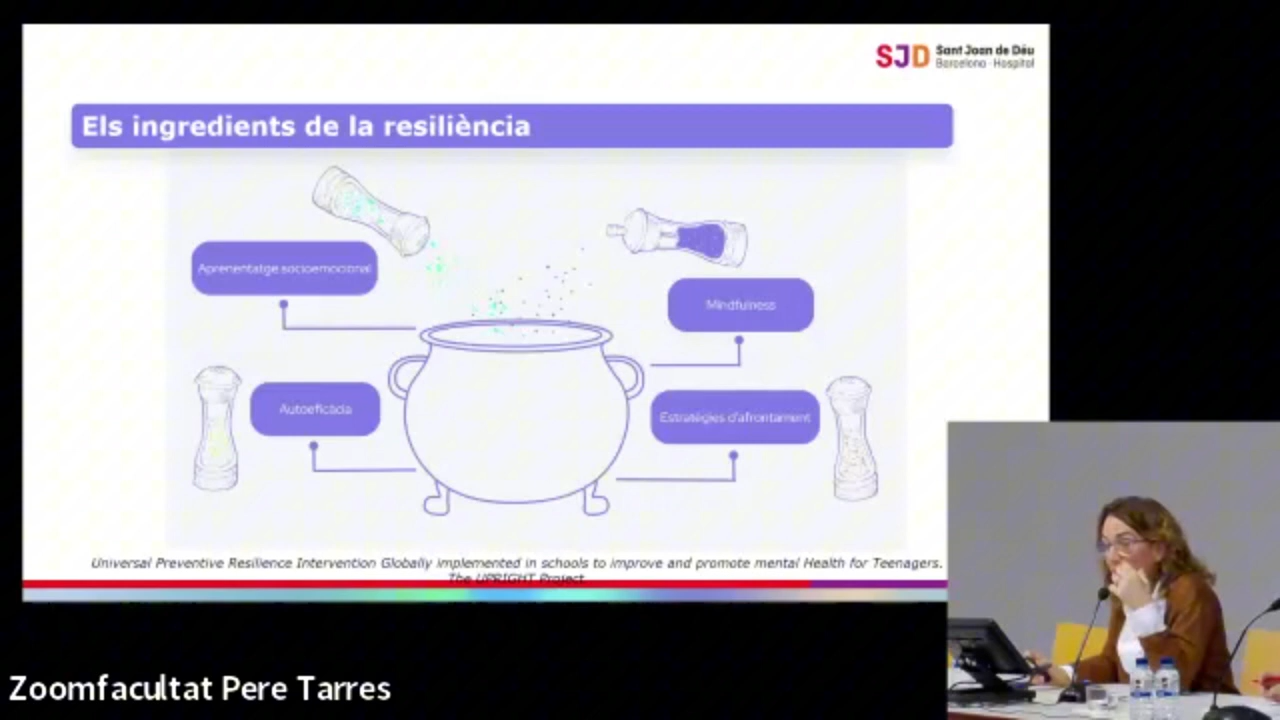 SJD Sant Joan de Déu
Barcelona · Hospital
Els ingredients de la resiliència
Aprenentatge socioemocional
Mindfulness
Autoeficàcia
Estratègies d'afrontament
Universal Preventive Resilience Intervention Globally implemented in schools to improve and promote mental Health for Teenagers.
The UPRIGHT Project
Zoomfacultat Pere Tarres